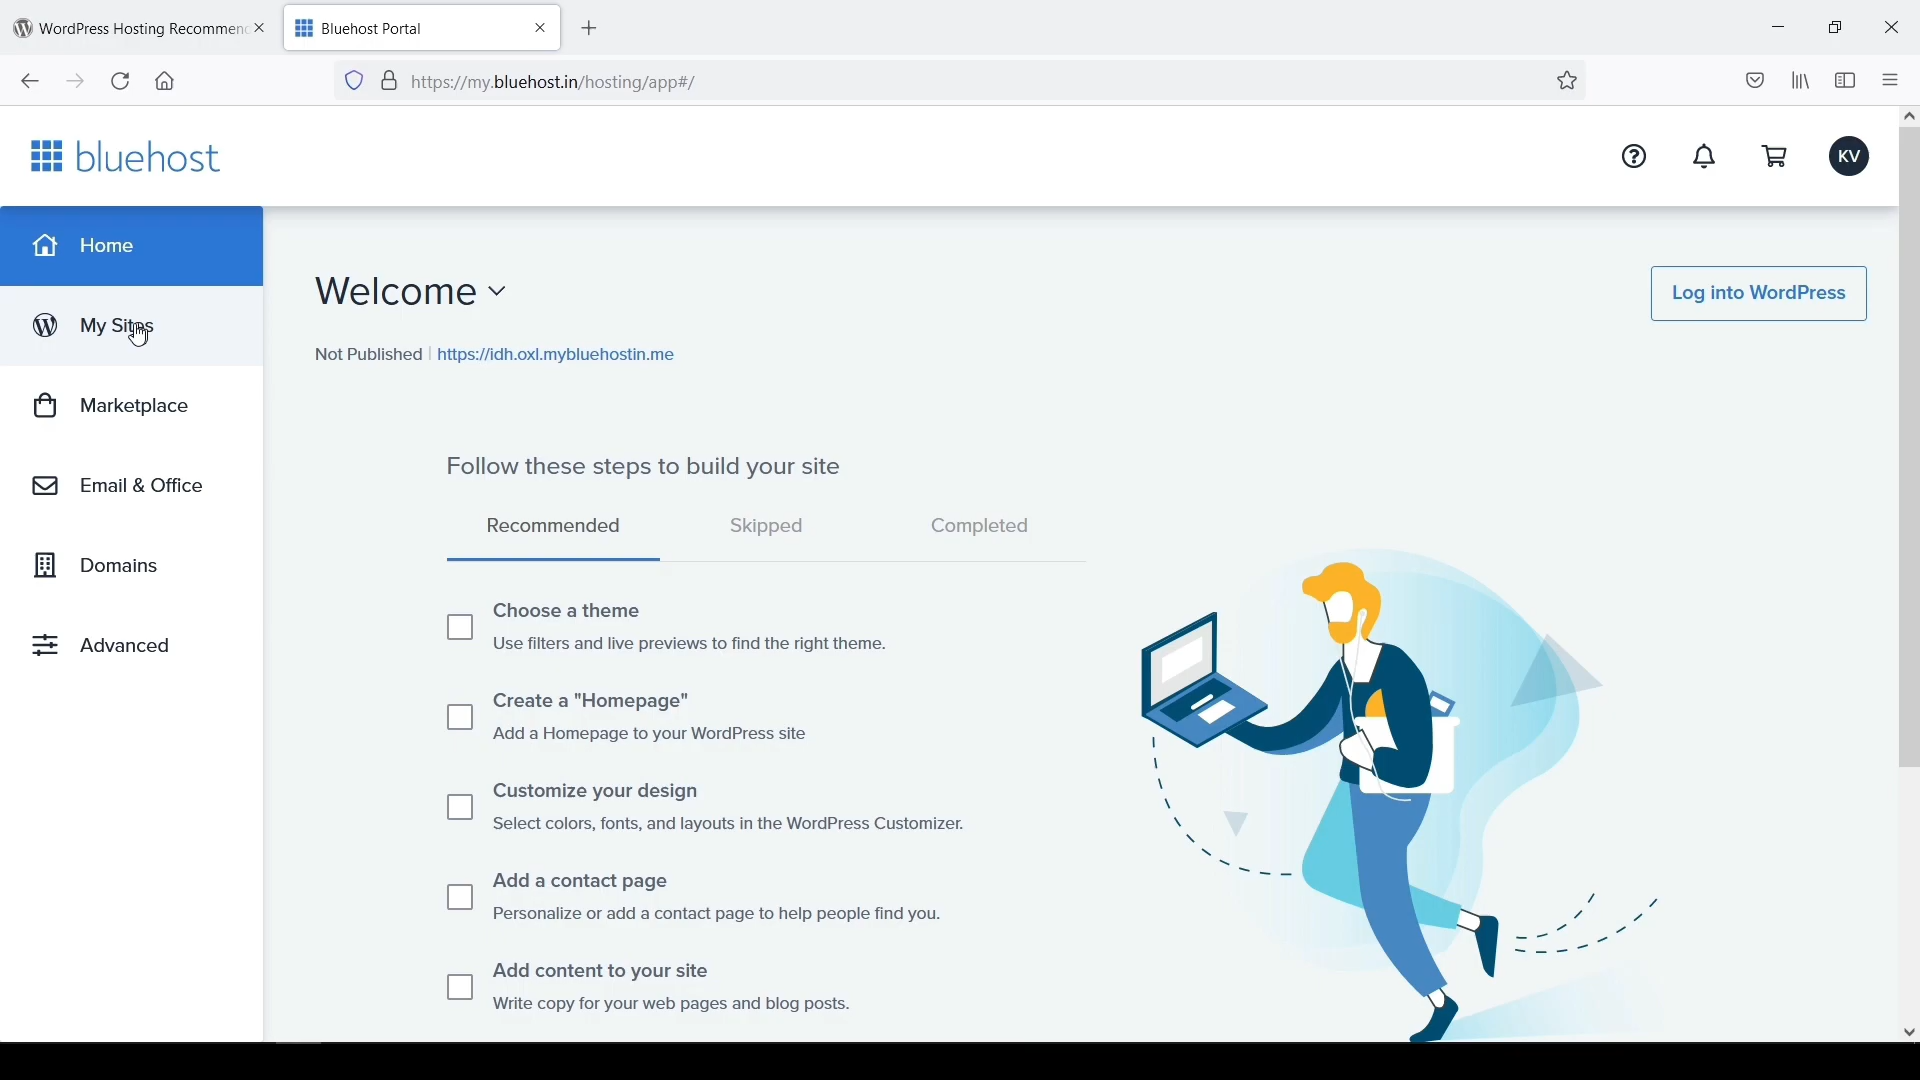 WordPress Hosting Recommen
Bluehost Portal
https://my.bluehost.in/hosting/app#/
bluehost
KV
Home
My Sites
Marketplace
Email & Office
Domains
Advanced
Welcome
Log into WordPress
Not Published https://idh.oxl.mybluehostin.me
Follow these steps to build your site
Recommended Skipped Completed
Choose a theme
Use filters and live previews to find the right theme.
Create a "Homepage"
Add a Homepage to your WordPress site
Customize your design
Select colors, fonts, and layouts in the WordPress Customizer.
Add a contact page
Personalize or add a contact page to help people find you.
Add content to your site
Write copy for your web pages and blog posts.